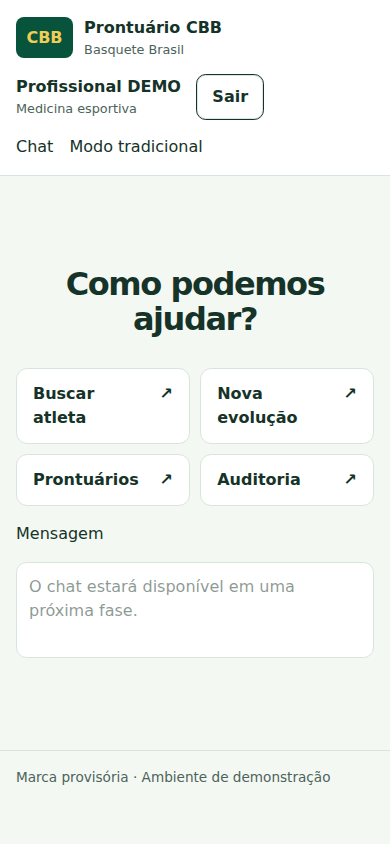 CBB
Prontuário CBB
Basquete Brasil
Profissional DEMO
Medicina esportiva
Sair
Chat
Modo tradicional
Como podemos
ajudar?
Buscar
atleta
↗
Nova
evolução
↗
Prontuários ↗
Auditoria ↗
Mensagem
O chat estará disponível em uma
próxima fase.
Marca provisória · Ambiente de demonstração